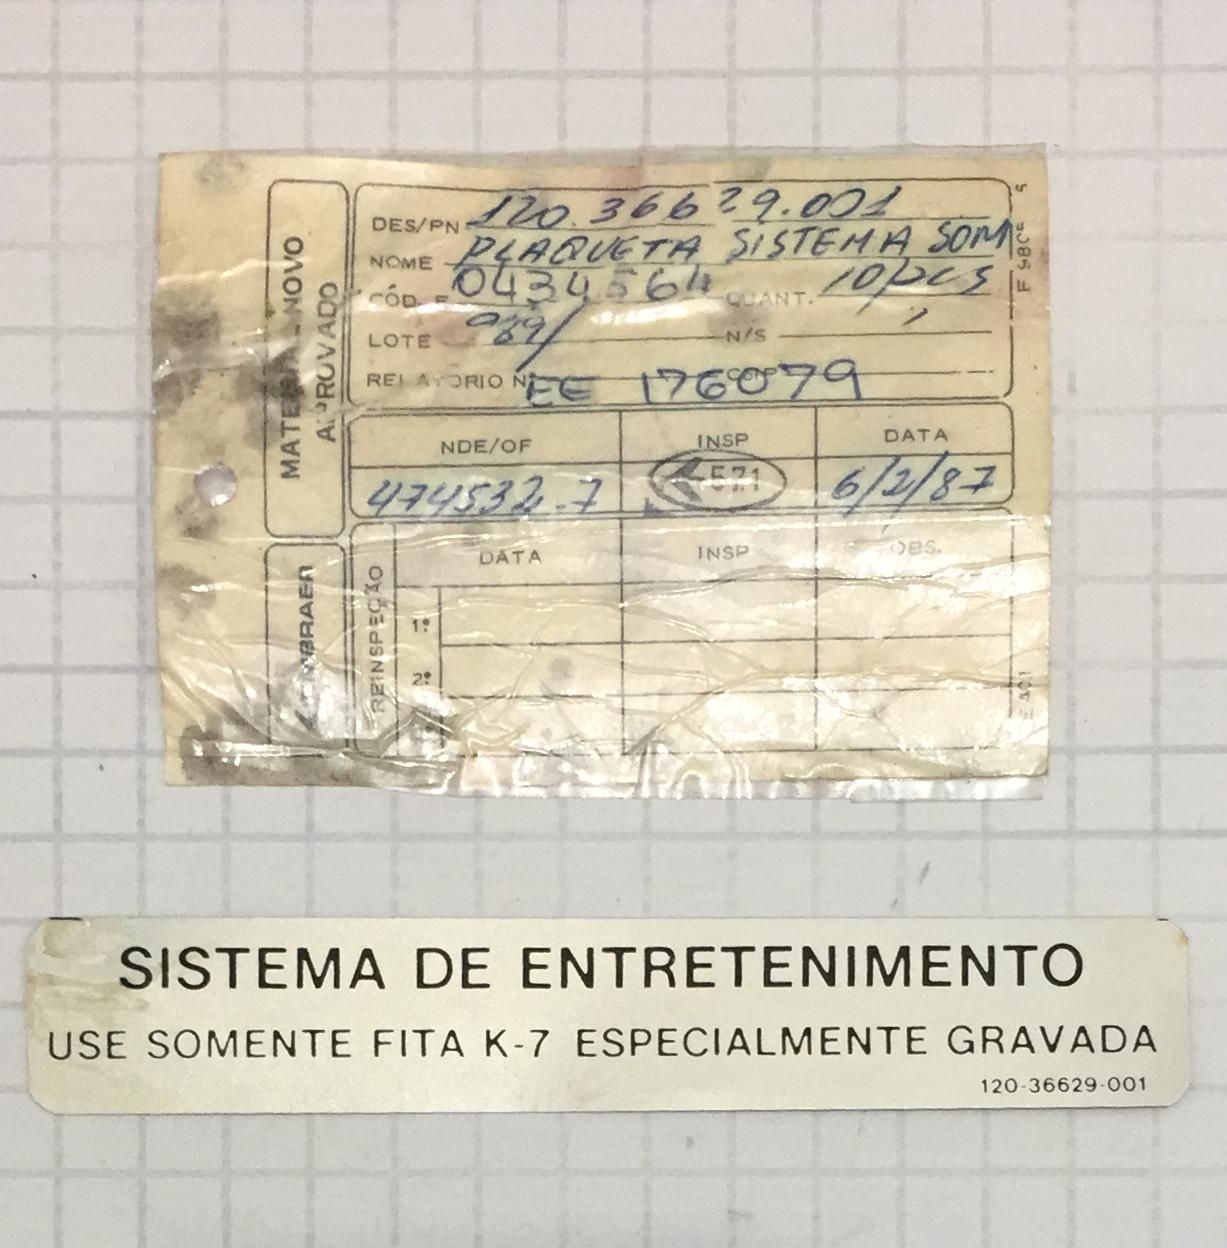 MATERIAL NOVO
APROVADO
DES/PN 120.36629.001
NOME PLAQUETA SISTEMA SOM
CÓD. E 0434564 QUANT. 10/pcs
LOTE N/S
RELATÓRIO Nº EE 176079
NDE/OF INSP DATA
474532.7 571 6/2/87
EMBRAER
REINSPEÇÃO
DATA INSP OBS.
1º
2º
SISTEMA DE ENTRETENIMENTO
USE SOMENTE FITA K-7 ESPECIALMENTE GRAVADA
120-36629-001